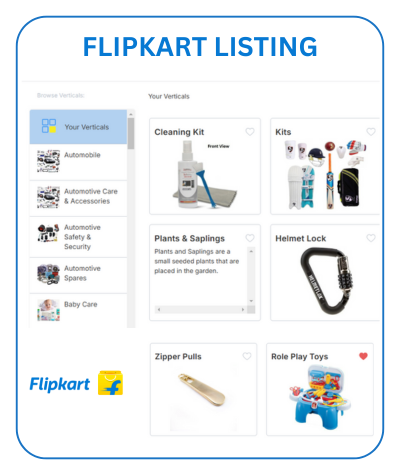 FLIPKART LISTING
Browse Verticals
Your Verticals
Your Verticals
Automobile
Automotive Care
& Accessories
Automotive
Safety &
Security
Automotive
Spares
Baby Care
Cleaning Kit
Front View
Kits
Plants & Saplings
Plants and Saplings are a
small seeded plants that are
placed in the garden.
Helmet Lock
HELMETLOK
Zipper Pulls
Role Play Toys
Flipkart